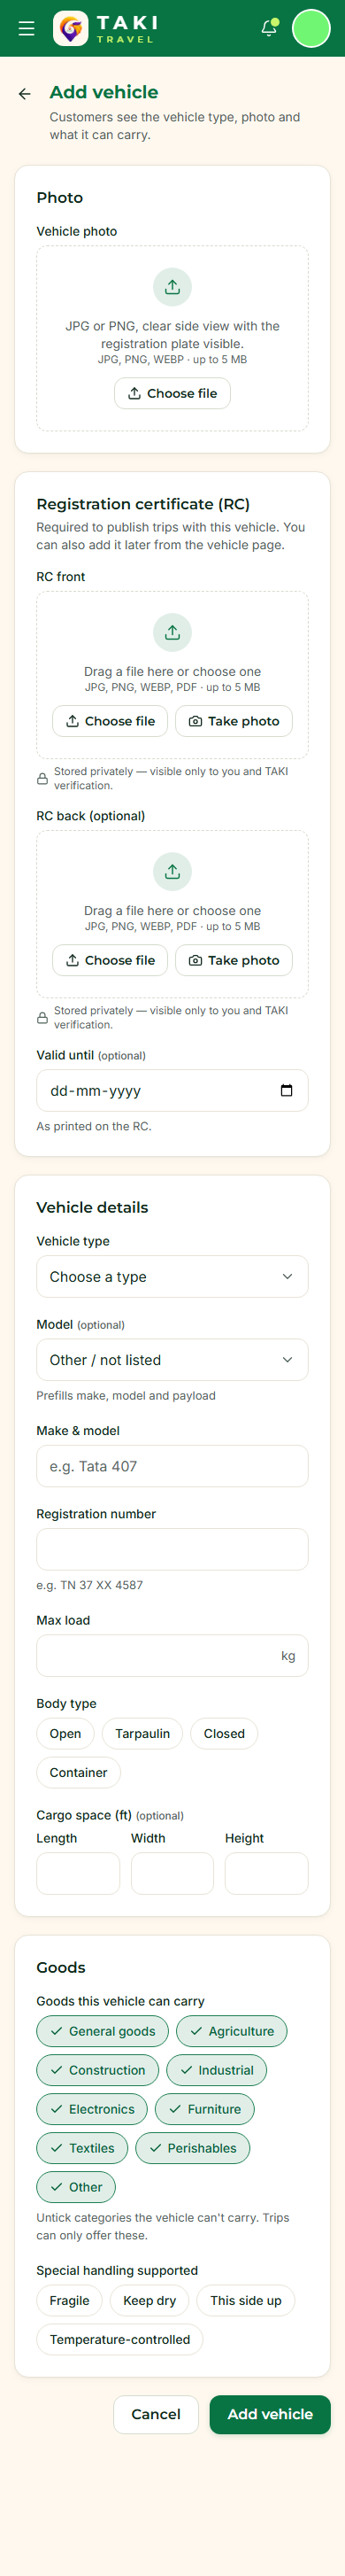 TAKI
TRAVEL
Add vehicle
Customers see the vehicle type, photo and
what it can carry.
Photo
Vehicle photo
JPG or PNG, clear side view with the
registration plate visible.
JPG, PNG, WEBP · up to 5 MB
Choose file
Registration certificate (RC)
Required to publish trips with this vehicle. You
can also add it later from the vehicle page.
RC front
Drag a file here or choose one
JPG, PNG, WEBP, PDF · up to 5 MB
Choose file Take photo
Stored privately — visible only to you and TAKI
verification.
RC back (optional)
Drag a file here or choose one
JPG, PNG, WEBP, PDF · up to 5 MB
Choose file Take photo
Stored privately — visible only to you and TAKI
verification.
Valid until (optional)
dd-mm-yyyy
As printed on the RC.
Vehicle details
Vehicle type
Choose a type
Model (optional)
Other / not listed
Prefills make, model and payload
Make & model
e.g. Tata 407
Registration number
e.g. TN 37 XX 4587
Max load
kg
Body type
Open Tarpaulin Closed
Container
Cargo space (ft) (optional)
Length Width Height
Goods
Goods this vehicle can carry
General goods Agriculture
Construction Industrial
Electronics Furniture
Textiles Perishables
Other
Untick categories the vehicle can't carry. Trips
can only offer these.
Special handling supported
Fragile Keep dry This side up
Temperature-controlled
Cancel Add vehicle